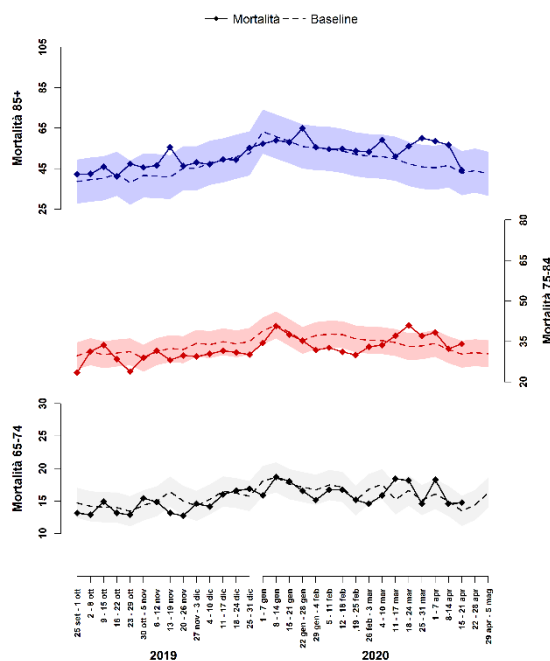 Mortalità Baseline
Mortalità 85+
105
85
65
45
25
Mortalità 75-84
80
65
50
35
20
Mortalità 65-74
30
25
20
15
10
25 set - 1 ott
2 - 8 ott
9 - 15 ott
16 - 22 ott
23 - 29 ott
30 ott - 5 nov
6 - 12 nov
13 - 19 nov
20 - 26 nov
27 nov - 3 dic
4 - 10 dic
11 - 17 dic
18 - 24 dic
25 - 31 dic
1 - 7 gen
8 - 14 gen
15 - 21 gen
22 gen - 28 gen
29 gen - 4 feb
5 - 11 feb
12 - 18 feb
,19 - 25 feb
26 feb - 3 mar
4 - 10 mar
11 - 17 mar
18 - 24 mar
25 - 31 mar
1 - 7 apr
8 - 14 apr
15 - 21 apr
22 - 28 apr
29 apr - 5 mag
2019 2020